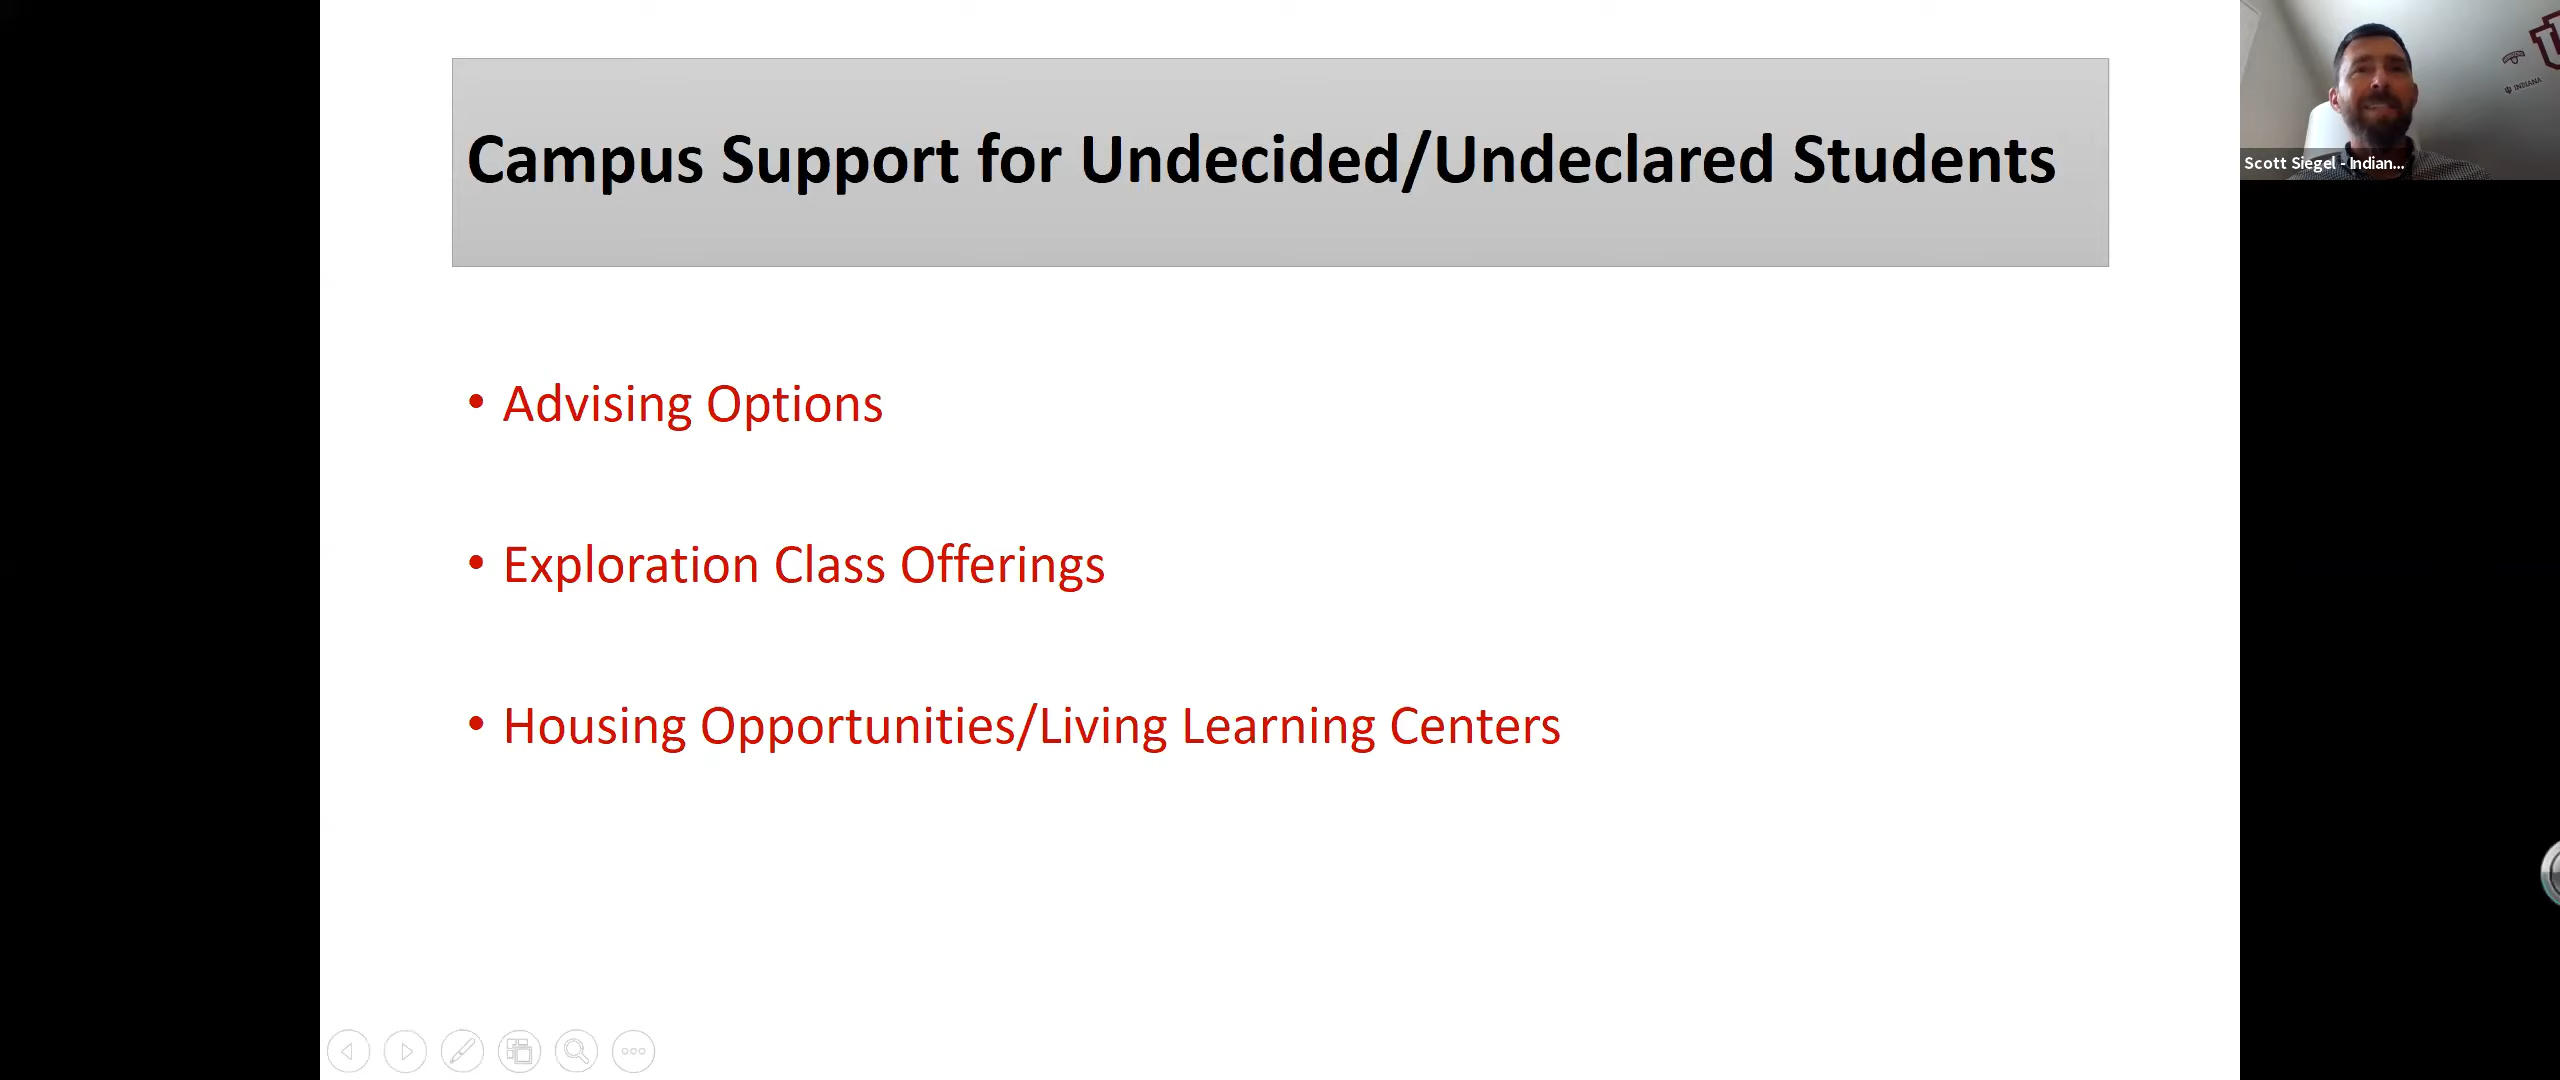 Campus Support for Undecided/Undeclared Students
Scott Siegel - Indian...
INDIANA
• Advising Options
• Exploration Class Offerings
• Housing Opportunities/Living Learning Centers